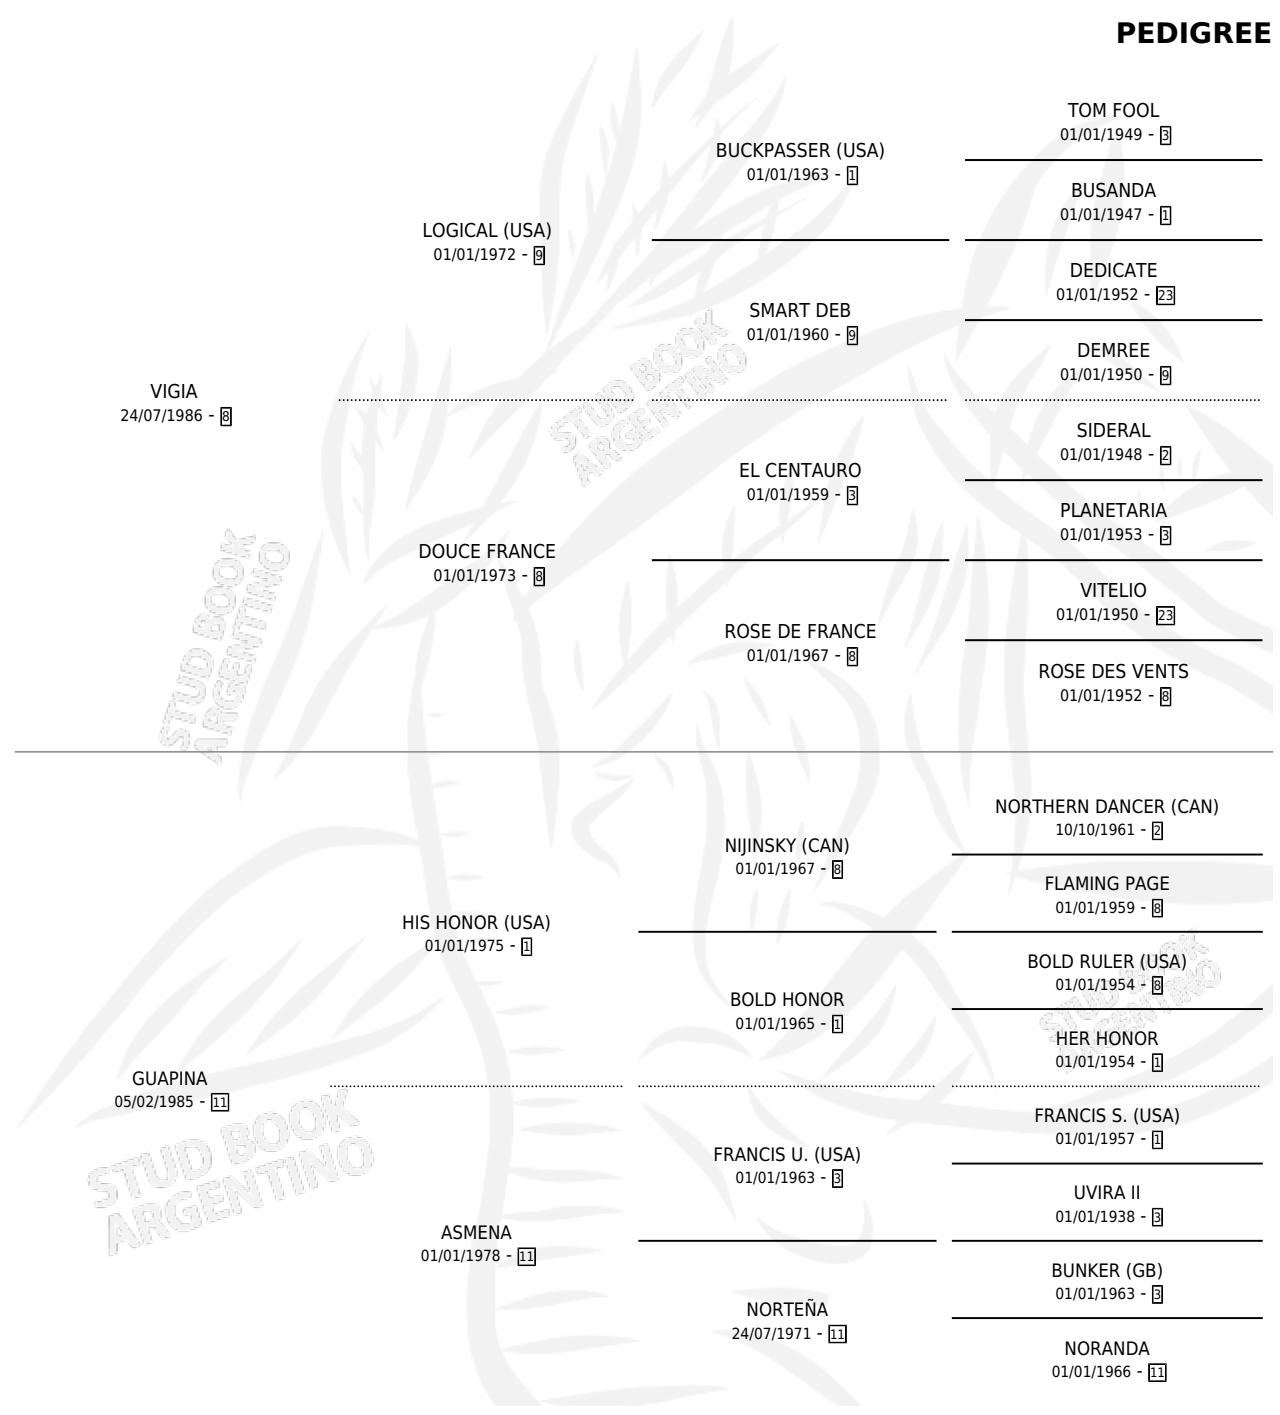 PEDIGREE
TOM FOOL
01/01/1949 - 3
BUCKPASSER (USA)
01/01/1963 - 1
BUSANDA
01/01/1947 - 1
LOGICAL (USA)
01/01/1972 - 9
DEDICATE
01/01/1952 - 23
SMART DEB
01/01/1960 - 9
DEMREE
01/01/1950 - 9
VIGIA
24/07/1986 - 8
SIDERAL
01/01/1948 - 2
EL CENTAURO
01/01/1959 - 3
PLANETARIA
01/01/1953 - 3
DOUCE FRANCE
01/01/1973 - 8
VITELIO
01/01/1950 - 23
ROSE DE FRANCE
01/01/1967 - 8
ROSE DES VENTS
01/01/1952 - 8
NORTHERN DANCER (CAN)
10/10/1961 - 2
NIJINSKY (CAN)
01/01/1967 - 8
FLAMING PAGE
01/01/1959 - 8
HIS HONOR (USA)
01/01/1975 - 1
BOLD RULER (USA)
01/01/1954 - 8
BOLD HONOR
01/01/1965 - 1
HER HONOR
01/01/1954 - 1
GUAPINA
05/02/1985 - 11
FRANCIS S. (USA)
01/01/1957 - 1
FRANCIS U. (USA)
01/01/1963 - 3
UVIRA II
01/01/1938 - 3
ASMENA
01/01/1978 - 11
BUNKER (GB)
01/01/1963 - 3
NORTEÑA
24/07/1971 - 11
NORANDA
01/01/1966 - 11
STUD BOOK
ARGENTINO
STUD BOOK
ARGENTINO
STUD BOOK
ARGENTINO
STUD BOOK
ARGENTINO